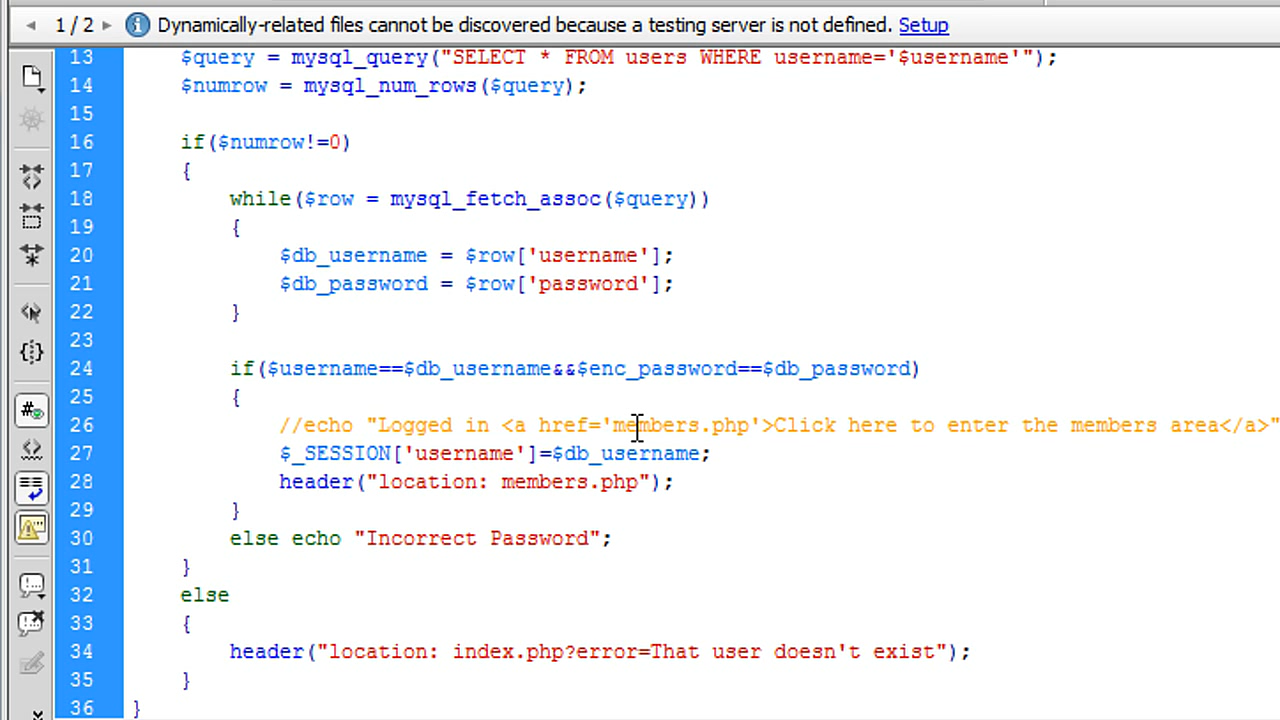 1 / 2 Dynamically-related files cannot be discovered because a testing server is not defined. Setup
13 $query = mysql_query("SELECT * FROM users WHERE username='$username'");
14 $numrow = mysql_num_rows($query);
15
16 if($numrow!=0)
17 {
18 while($row = mysql_fetch_assoc($query))
19 {
20 $db_username = $row['username'];
21 $db_password = $row['password'];
22 }
23
24 if($username==$db_username&&$enc_password==$db_password)
25 {
26 //echo "Logged in <a href='members.php'>Click here to enter the members area</a>"
27 $_SESSION['username']=$db_username;
28 header("location: members.php");
29 }
30 else echo "Incorrect Password";
31 }
32 else
33 {
34 header("location: index.php?error=That user doesn't exist");
35 }
36 }